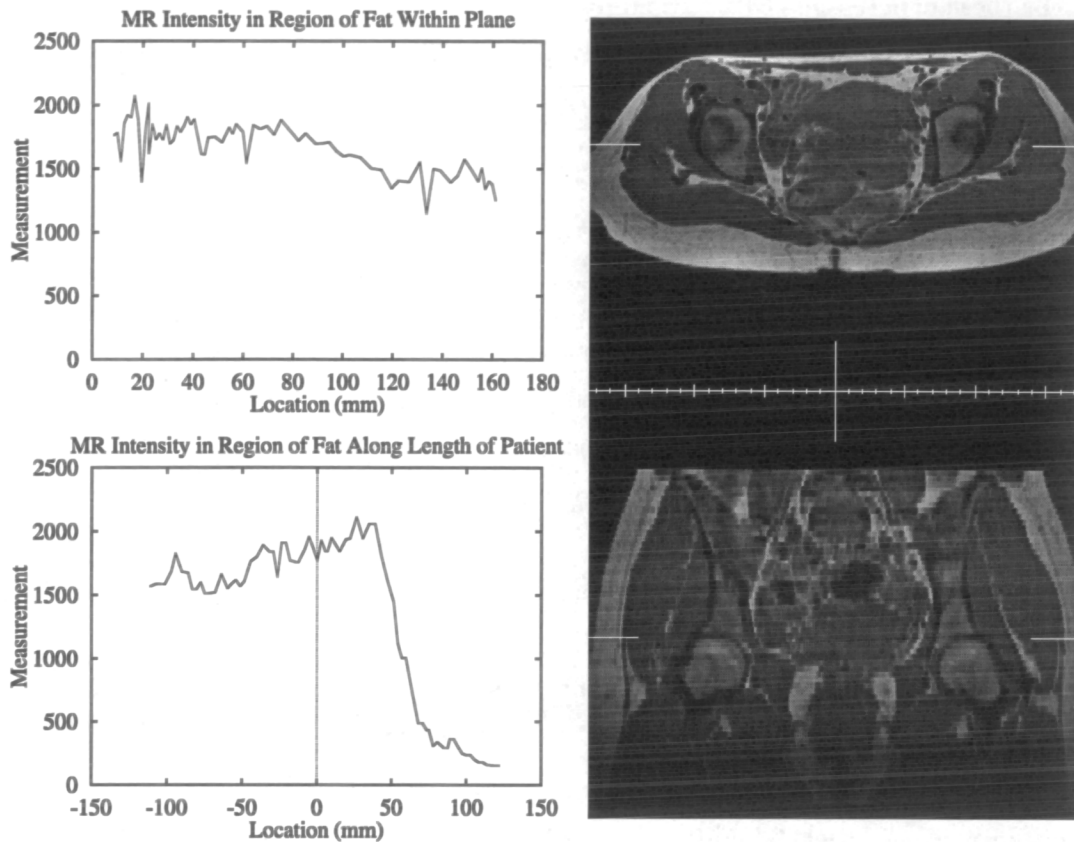 MR Intensity in Region of Fat Within Plane
2500
2000
1500
1000
500
0
Measurement
0 20 40 60 80 100 120 140 160 180
Location (mm)
MR Intensity in Region of Fat Along Length of Patient
2500
2000
1500
1000
500
0
Measurement
-150 -100 -50 0 50 100 150
Location (mm)